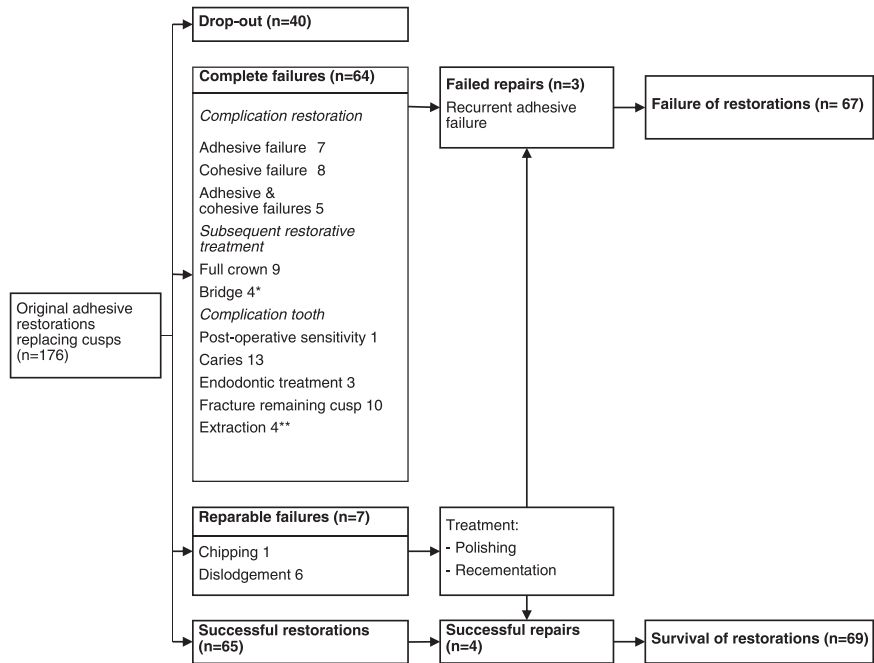 Drop-out (n=40)
Complete failures (n=64)
Complication restoration
Adhesive failure 7
Cohesive failure 8
Adhesive &
cohesive failures 5
Subsequent restorative
treatment
Full crown 9
Bridge 4*
Complication tooth
Post-operative sensitivity 1
Caries 13
Endodontic treatment 3
Fracture remaining cusp 10
Extraction 4**
Failed repairs (n=3)
Recurrent adhesive
failure
Failure of restorations (n= 67)
Original adhesive
restorations
replacing cusps
(n=176)
Reparable failures (n=7)
Chipping 1
Dislodgement 6
Treatment:
- Polishing
- Recementation
Successful restorations
(n=65)
Successful repairs
(n=4)
Survival of restorations (n=69)